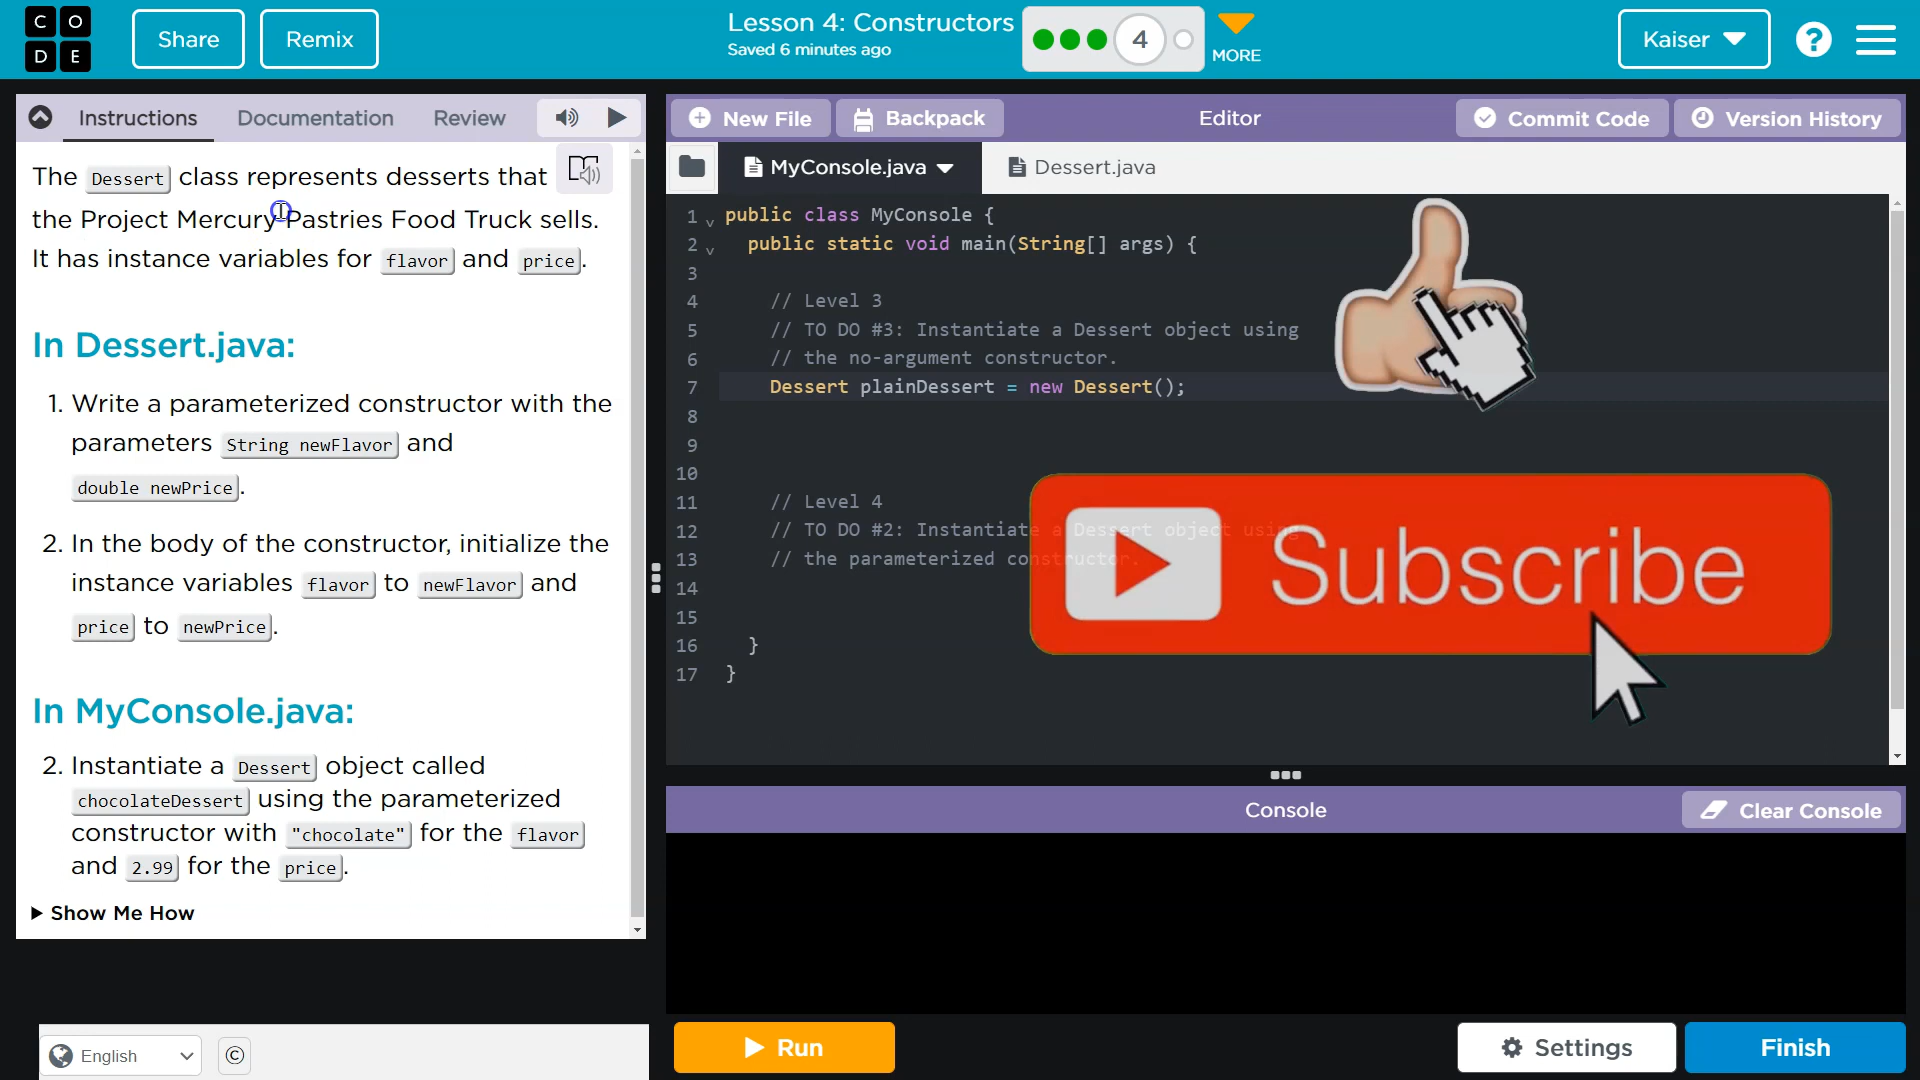 C O
D E
Share
Remix
Lesson 4: Constructors
Saved 6 minutes ago
4
MORE
Kaiser
?
Instructions
Documentation
Review
The Dessert class represents desserts that
the Project Mercury Pastries Food Truck sells.
It has instance variables for flavor and price.
In Dessert.java:
1. Write a parameterized constructor with the
parameters String newFlavor and
double newPrice.
2. In the body of the constructor, initialize the
instance variables flavor to newFlavor and
price to newPrice.
In MyConsole.java:
2. Instantiate a Dessert object called
chocolateDessert using the parameterized
constructor with "chocolate" for the flavor
and 2.99 for the price.
Show Me How
English
©
New File
Backpack
Editor
Commit Code
Version History
MyConsole.java
Dessert.java
1 public class MyConsole {
2 public static void main(String[] args) {
3
4 // Level 3
5 // TO DO #3: Instantiate a Dessert object using
6 // the no-argument constructor.
7 Dessert plainDessert = new Dessert();
8
9
10
11 // Level 4
12 // TO DO #2: Instantiate a Dessert object using
13 // the parameterized constructor.
14
15
16 }
17 }
Subscribe
Console
Clear Console
Run
Settings
Finish